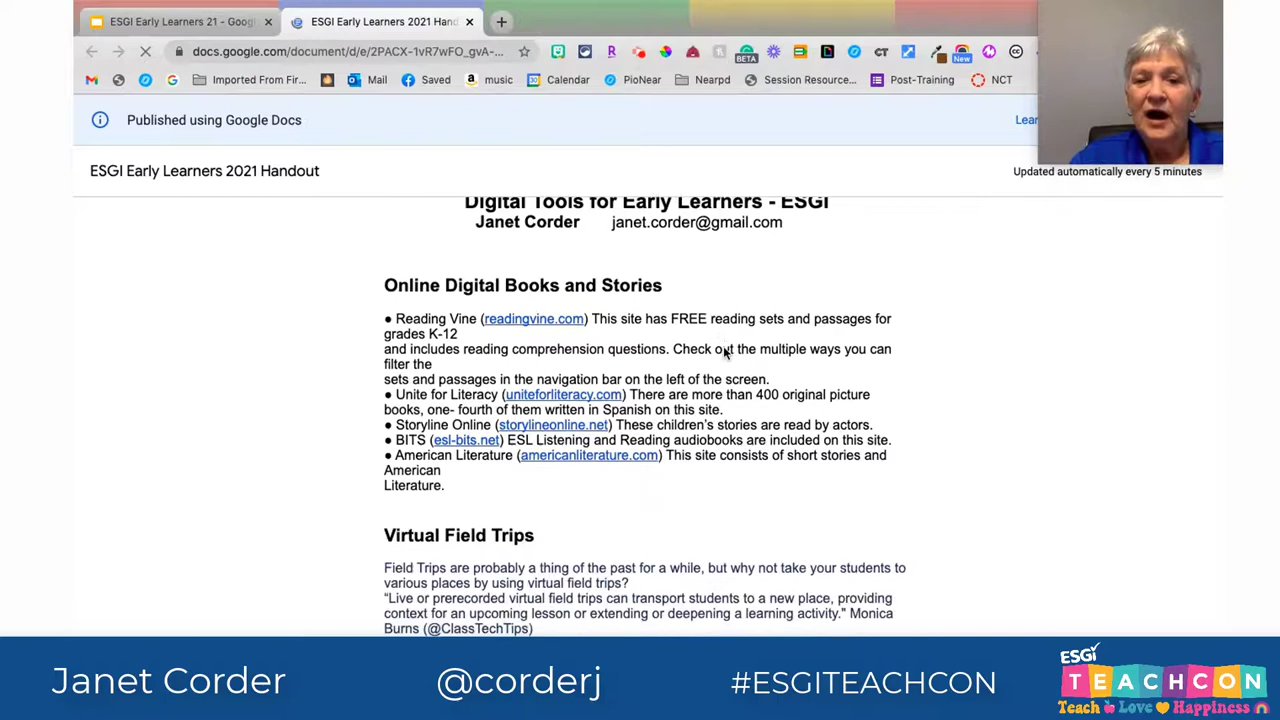 ESGI Early Learners 21 - Goog
ESGI Early Learners 2021 Hand
docs.google.com/document/d/e/2PACX-1vR7wFO_gvA-...
BETA
CT
New
Imported From Fir...
Mail
Saved
music
Calendar
PioNear
Nearpd
Session Resource...
Post-Training
NCT
Published using Google Docs
Lear
ESGI Early Learners 2021 Handout
Updated automatically every 5 minutes
Digital Tools for Early Learners - ESGI
Janet Corder janet.corder@gmail.com
Online Digital Books and Stories
● Reading Vine (readingvine.com) This site has FREE reading sets and passages for
grades K-12
and includes reading comprehension questions. Check out the multiple ways you can
filter the
sets and passages in the navigation bar on the left of the screen.
● Unite for Literacy (uniteforliteracy.com) There are more than 400 original picture
books, one- fourth of them written in Spanish on this site.
● Storyline Online (storylineonline.net) These children's stories are read by actors.
● BITS (esl-bits.net) ESL Listening and Reading audiobooks are included on this site.
● American Literature (americanliterature.com) This site consists of short stories and
American
Literature.
Virtual Field Trips
Field Trips are probably a thing of the past for a while, but why not take your students to
various places by using virtual field trips?
“Live or prerecorded virtual field trips can transport students to a new place, providing
context for an upcoming lesson or extending or deepening a learning activity." Monica
Burns (@ClassTechTips)
Janet Corder @corderj #ESGITEACHCON
ESGi
TEACHCON
Teach Love Happiness